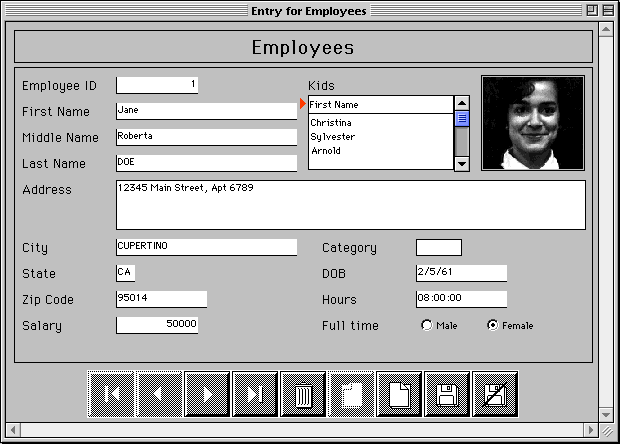 Entry for Employees
Employees
Employee ID 1
First Name Jane
Middle Name Roberta
Last Name DOE
Kids
First Name
Christina
Sylvester
Arnold
Address 12345 Main Street, Apt 6789
City CUPERTINO
Category
State CA
DOB 2/5/61
Zip Code 95014
Hours 08:00:00
Salary 50000
Full time Male Female